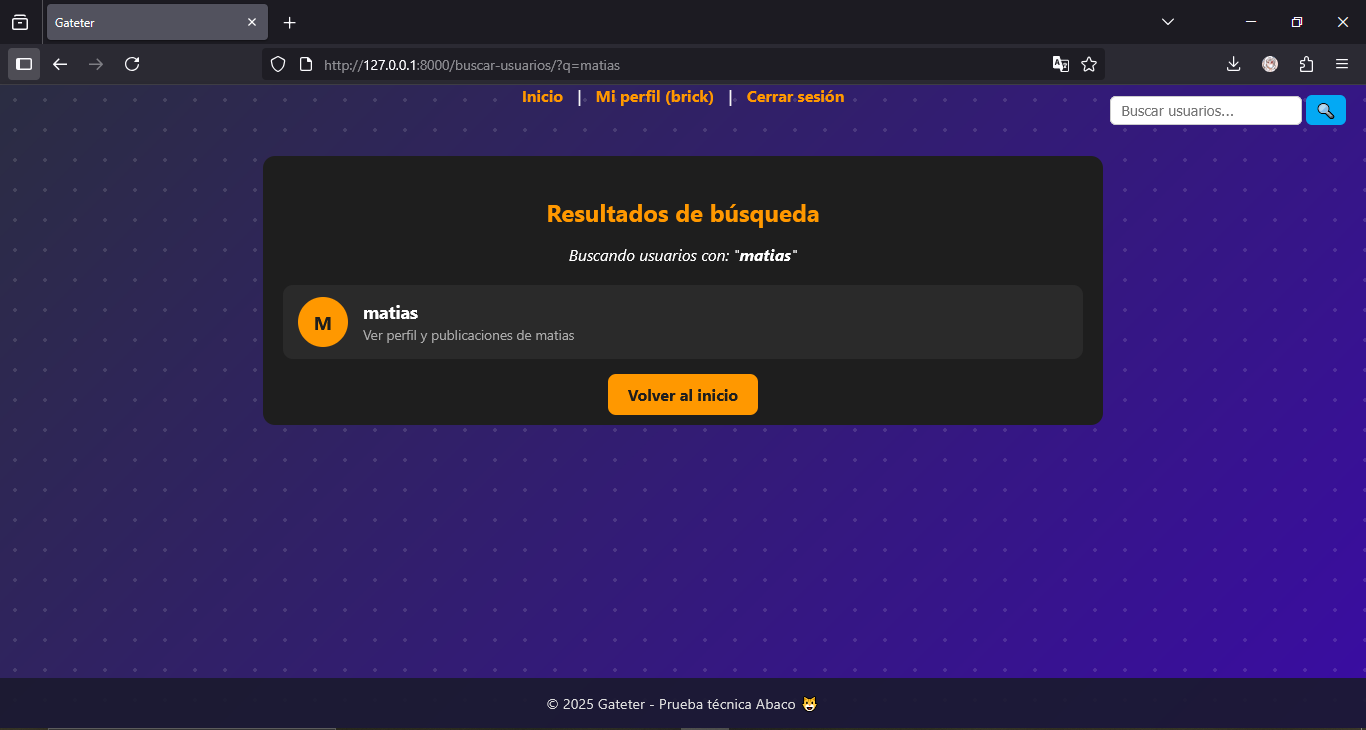 Gateter
http://127.0.0.1:8000/buscar-usuarios/?q=matias
Inicio | Mi perfil (brick) | Cerrar sesión
Buscar usuarios...
Resultados de búsqueda
Buscando usuarios con: "matias"
M
matias
Ver perfil y publicaciones de matias
Volver al inicio
© 2025 Gateter - Prueba técnica Abaco 😺